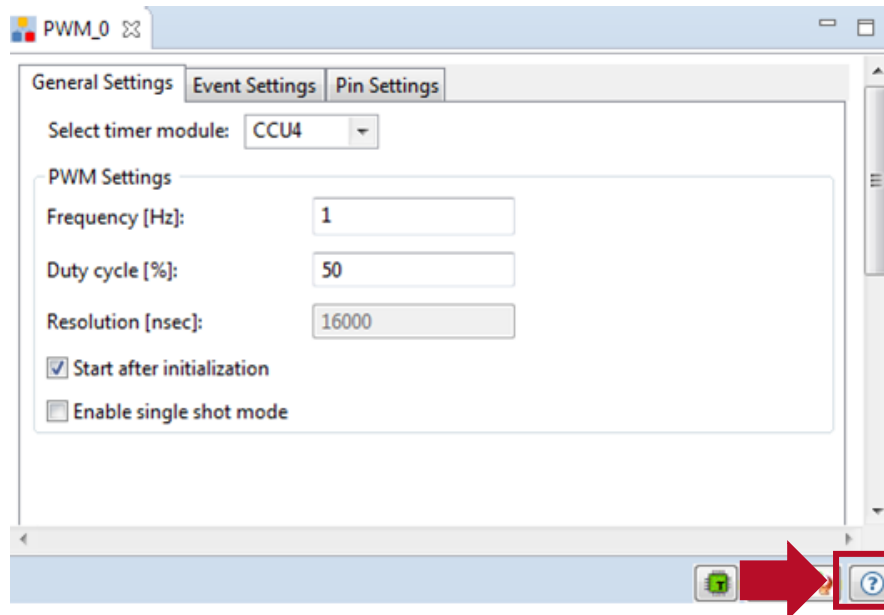 PWM_0
General Settings Event Settings Pin Settings
Select timer module: CCU4
PWM Settings
Frequency [Hz]: 1
Duty cycle [%]: 50
Resolution [nsec]: 16000
Start after initialization
Enable single shot mode
T ?